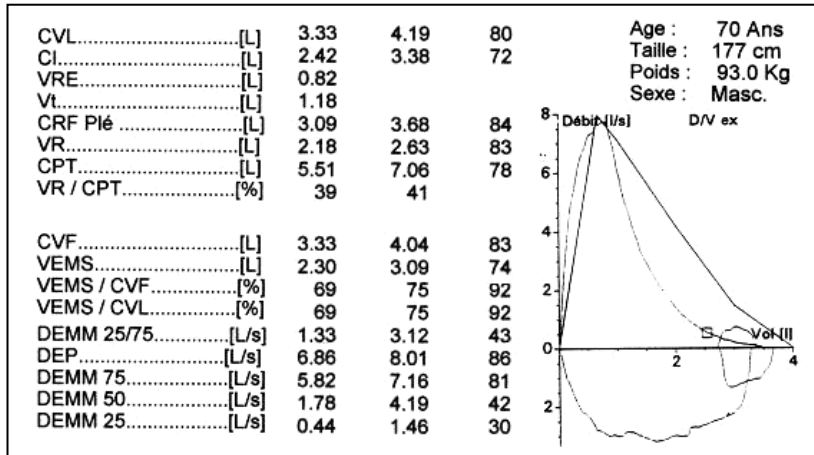 CVL..............................[L] 3.33 4.19 80
CI.................................[L] 2.42 3.38 72
VRE..............................[L] 0.82
Vt..................................[L] 1.18
CRF Plé .......................[L] 3.09 3.68 84
VR................................[L] 2.18 2.63 83
CPT..............................[L] 5.51 7.06 78
VR / CPT.....................[%] 39 41
CVF..............................[L] 3.33 4.04 83
VEMS..........................[L] 2.30 3.09 74
VEMS / CVF................[%] 69 75 92
VEMS / CVL................[%] 69 75 92
DEMM 25/75..............[L/s] 1.33 3.12 43
DEP............................[L/s] 6.86 8.01 86
DEMM 75...................[L/s] 5.82 7.16 81
DEMM 50...................[L/s] 1.78 4.19 42
DEMM 25...................[L/s] 0.44 1.46 30
Age : 70 Ans
Taille : 177 cm
Poids : 93.0 Kg
Sexe : Masc.
8 Débit [l/s] D/V ex
6
4
2
0 Vol [l]
2 4
2